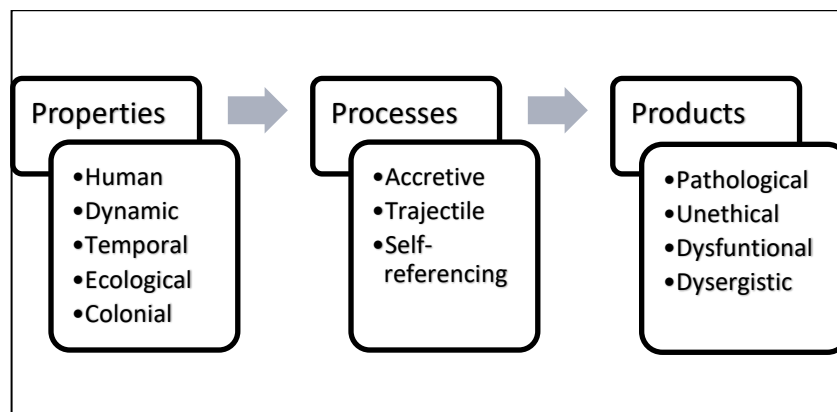 Properties
•Human
•Dynamic
•Temporal
•Ecological
•Colonial
Processes
•Accretive
•Trajectile
•Self-
referencing
Products
•Pathological
•Unethical
•Dysfuntional
•Dysergistic